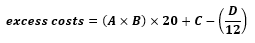 excess costs = (A × B) × 20 + C − (D/12)